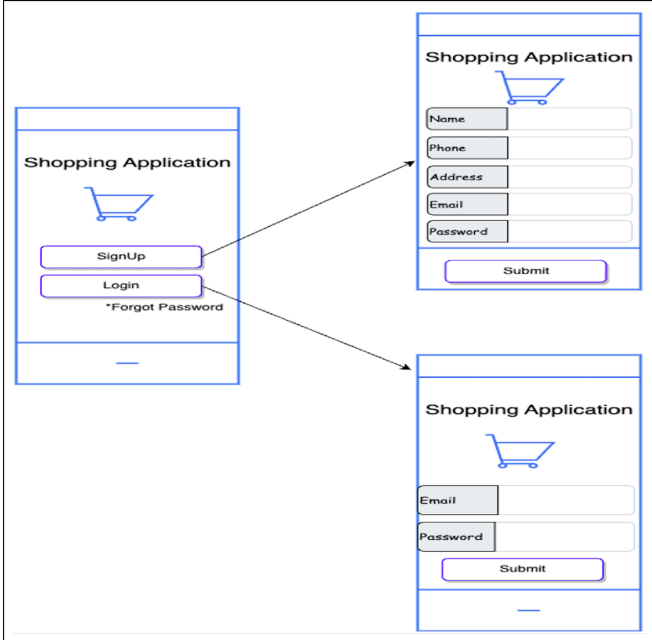 Shopping Application
SignUp
Login
*Forgot Password
Shopping Application
Name
Phone
Address
Email
Password
Submit
Shopping Application
Email
Password
Submit